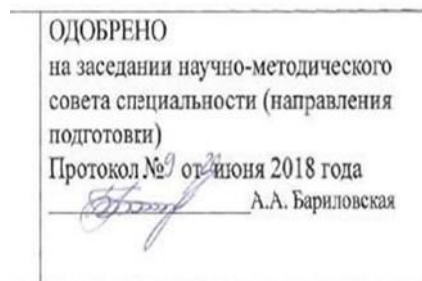 ОДОБРЕНО
на заседании научно-методического
совета специальности (направления
подготовки)
Протокол №9 от июня 2018 года
А.А. Бариловская